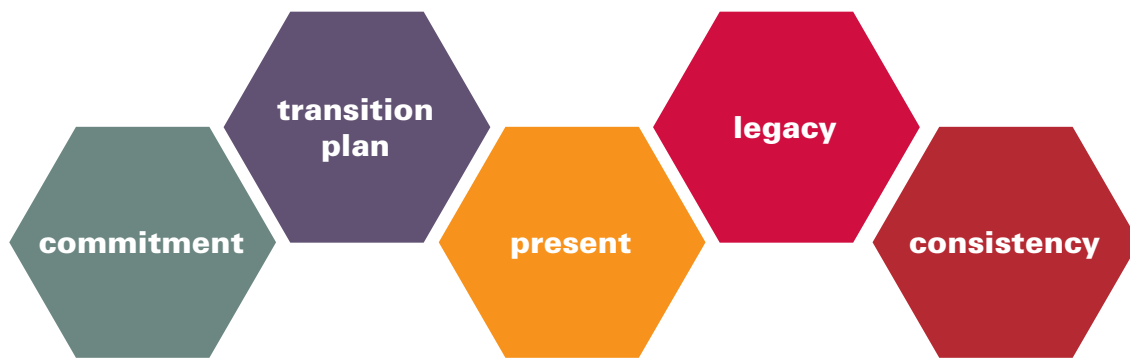 commitment
transition
plan
present
legacy
consistency